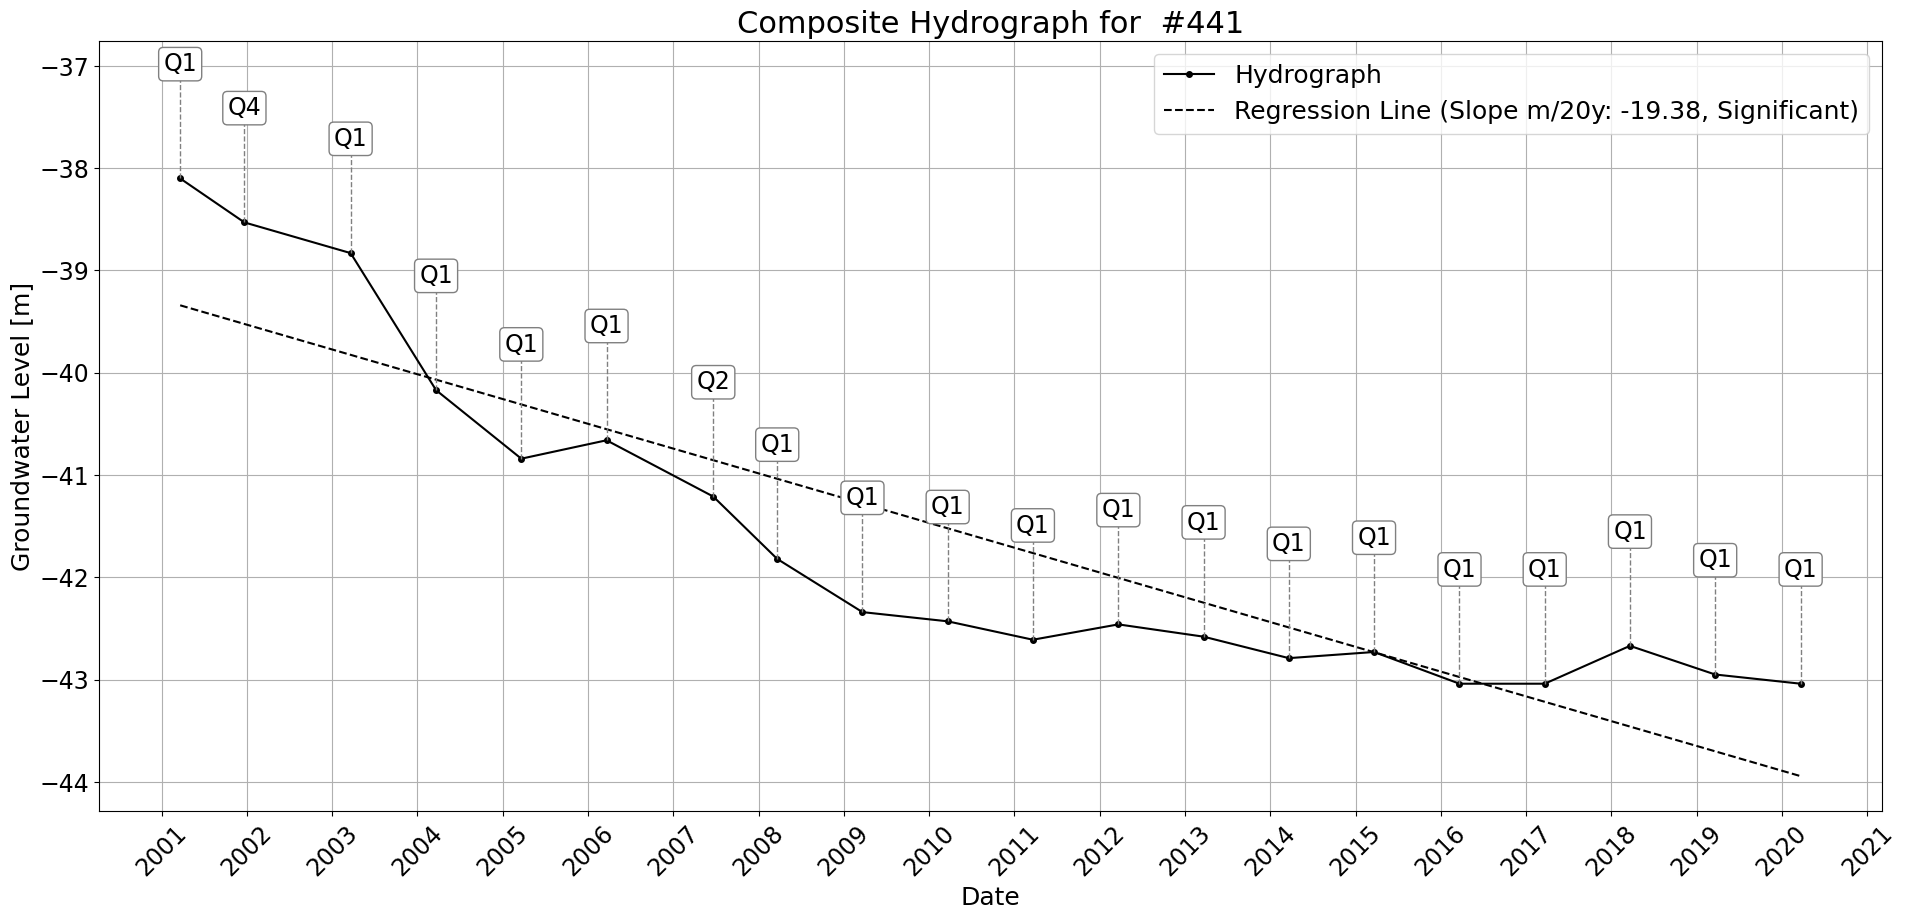 Composite Hydrograph for  #441
Hydrograph
Regression Line (Slope m/20y: -19.38, Significant)
Groundwater Level [m]
−37
−38
−39
−40
−41
−42
−43
−44
Q1
Q4
Q1
Q1
Q1
Q1
Q2
Q1
Q1
Q1
Q1
Q1
Q1
Q1
Q1
Q1
Q1
Q1
Q1
Q1
2001
2002
2003
2004
2005
2006
2007
2008
2009
2010
2011
2012
2013
2014
2015
2016
2017
2018
2019
2020
2021
Date